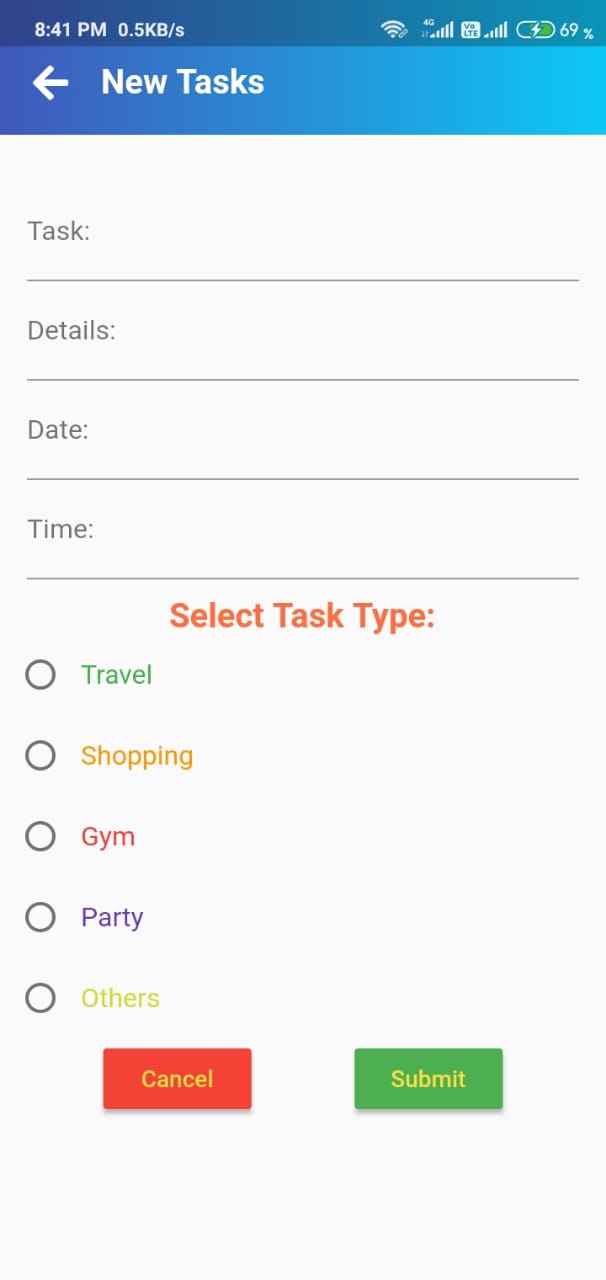 8:41 PM 0.5KB/s 4G Vo LTE 69 %
New Tasks
Task:
Details:
Date:
Time:
Select Task Type:
Travel
Shopping
Gym
Party
Others
Cancel Submit